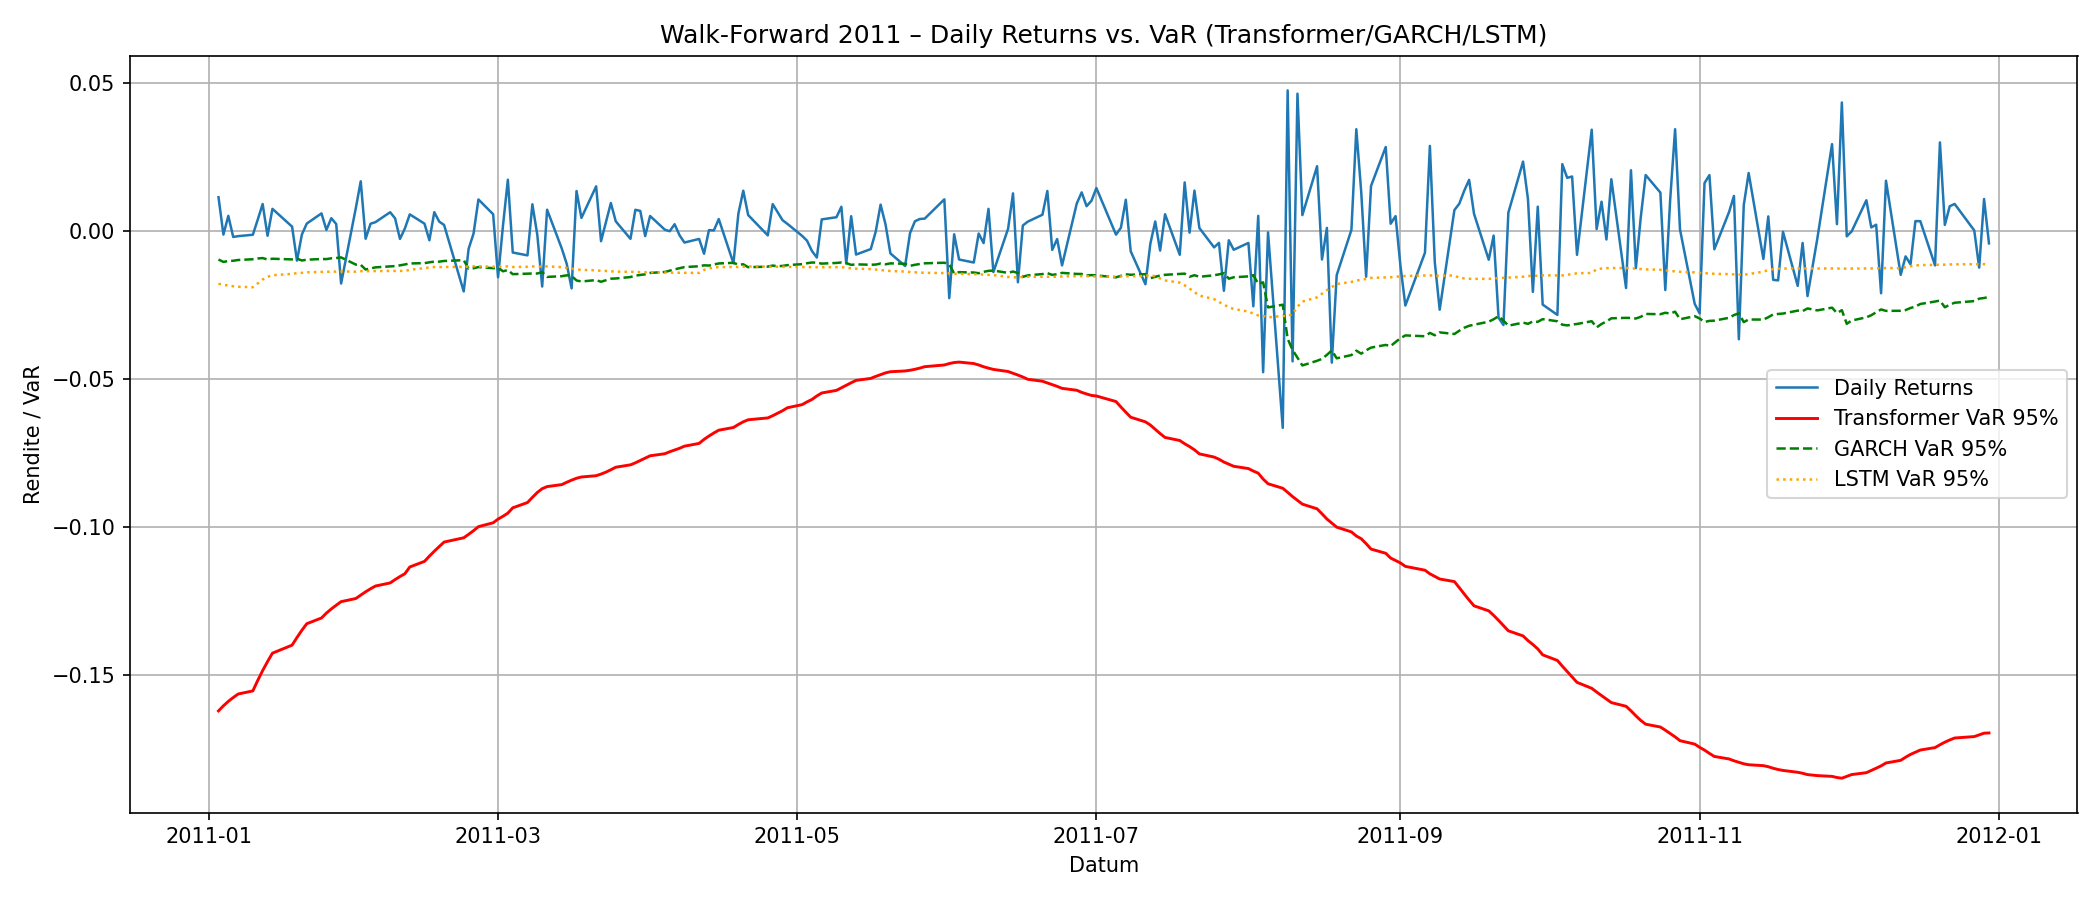 Walk-Forward 2011 – Daily Returns vs. VaR (Transformer/GARCH/LSTM)
Rendite / VaR
0.05
0.00
−0.05
−0.10
−0.15
Daily Returns
Transformer VaR 95%
GARCH VaR 95%
LSTM VaR 95%
2011-01
2011-03
2011-05
2011-07
2011-09
2011-11
2012-01
Datum